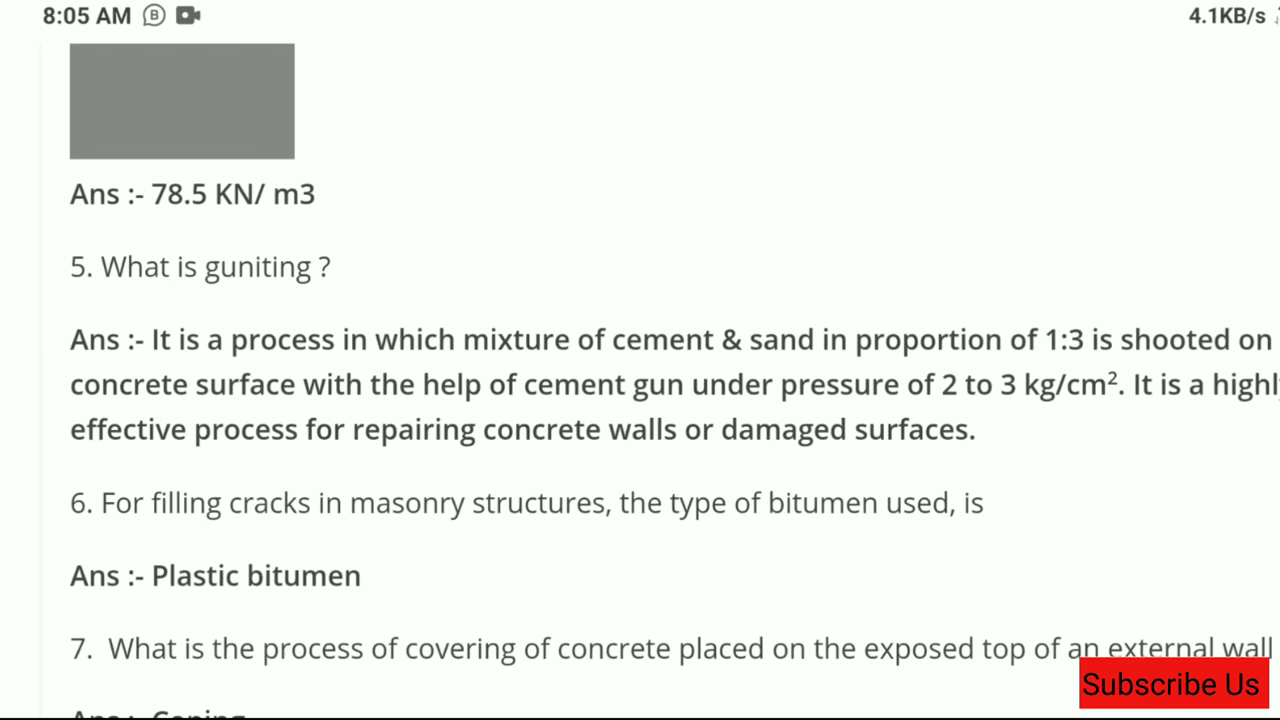 8:05 AM
4.1KB/s
Ans :- 78.5 KN/ m3
5. What is guniting ?
Ans :- It is a process in which mixture of cement & sand in proportion of 1:3 is shooted on
concrete surface with the help of cement gun under pressure of 2 to 3 kg/cm². It is a highl
effective process for repairing concrete walls or damaged surfaces.
6. For filling cracks in masonry structures, the type of bitumen used, is
Ans :- Plastic bitumen
7. What is the process of covering of concrete placed on the exposed top of an external wall
Subscribe Us
Ans :- Coping